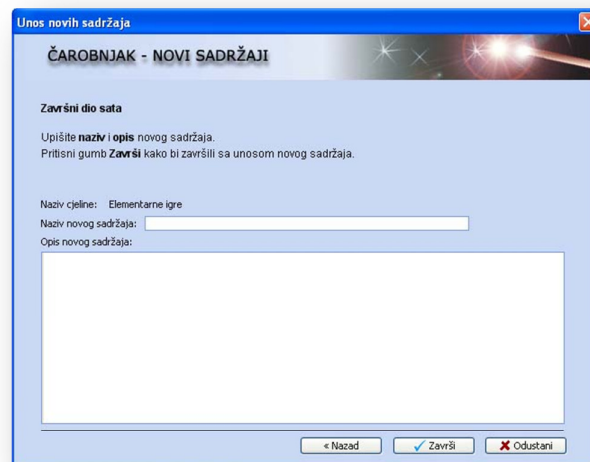 Unos novih sadržaja
ČAROBNJAK - NOVI SADRŽAJI
Završni dio sata
Upišite naziv i opis novog sadržaja.
Pritisni gumb Završi kako bi završili sa unosom novog sadržaja.
Naziv cjeline: Elementarne igre
Naziv novog sadržaja:
Opis novog sadržaja:
« Nazad Završi Odustani